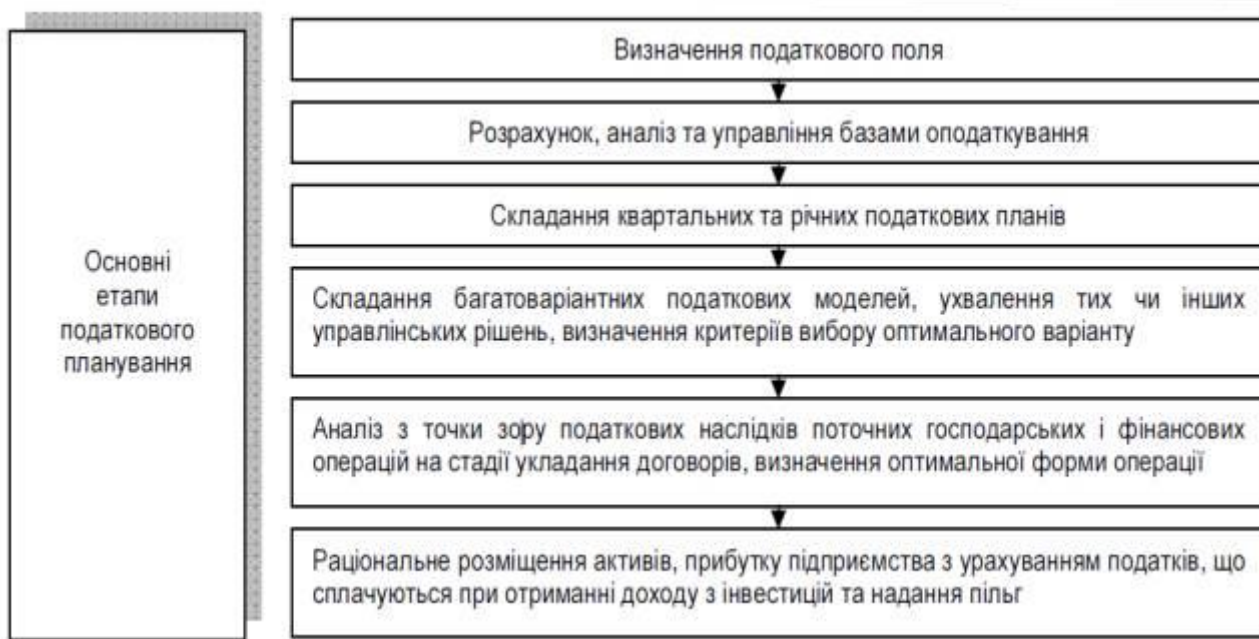 Основні
етапи
податкового
планування
Визначення податкового поля
Розрахунок, аналіз та управління базами оподаткування
Складання квартальних та річних податкових планів
Складання багатоваріантних податкових моделей, ухвалення тих чи інших
управлінських рішень, визначення критеріїв вибору оптимального варіанту
Аналіз з точки зору податкових наслідків поточних господарських і фінансових
операцій на стадії укладання договорів, визначення оптимальної форми операції
Раціональне розміщення активів, прибутку підприємства з урахуванням податків, що
сплачуються при отриманні доходу з інвестицій та надання пільг